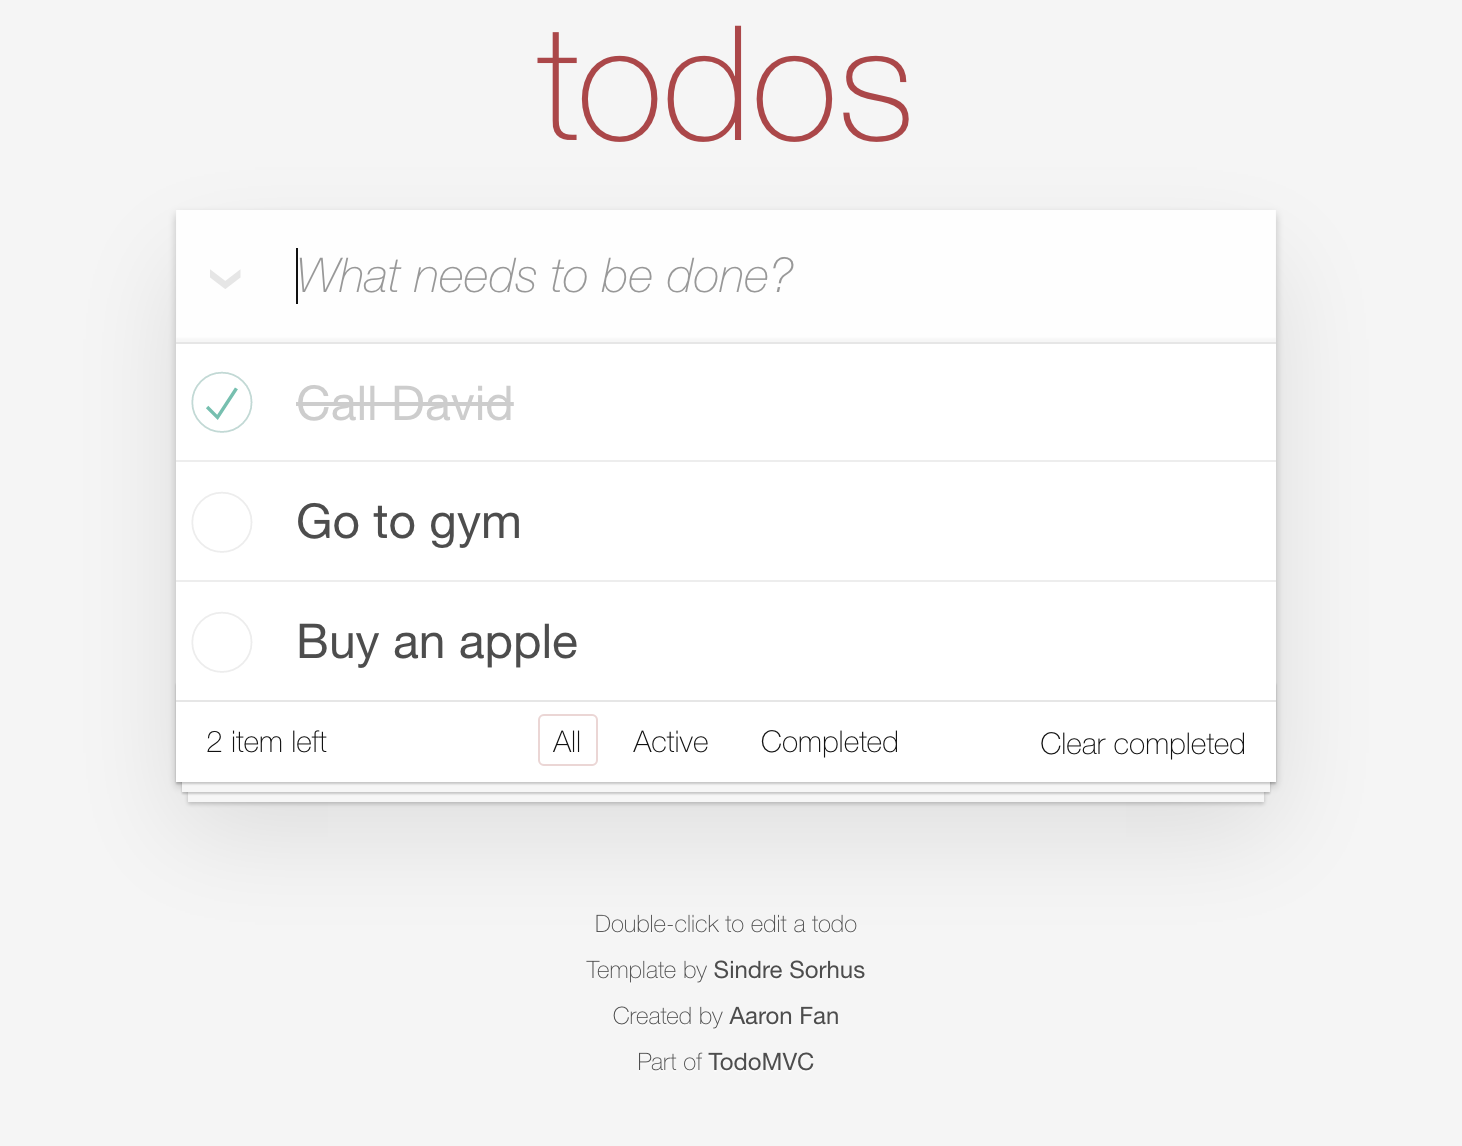 todos
What needs to be done?
Call David
Go to gym
Buy an apple
2 item left All Active Completed Clear completed
Double-click to edit a todo
Template by Sindre Sorhus
Created by Aaron Fan
Part of TodoMVC